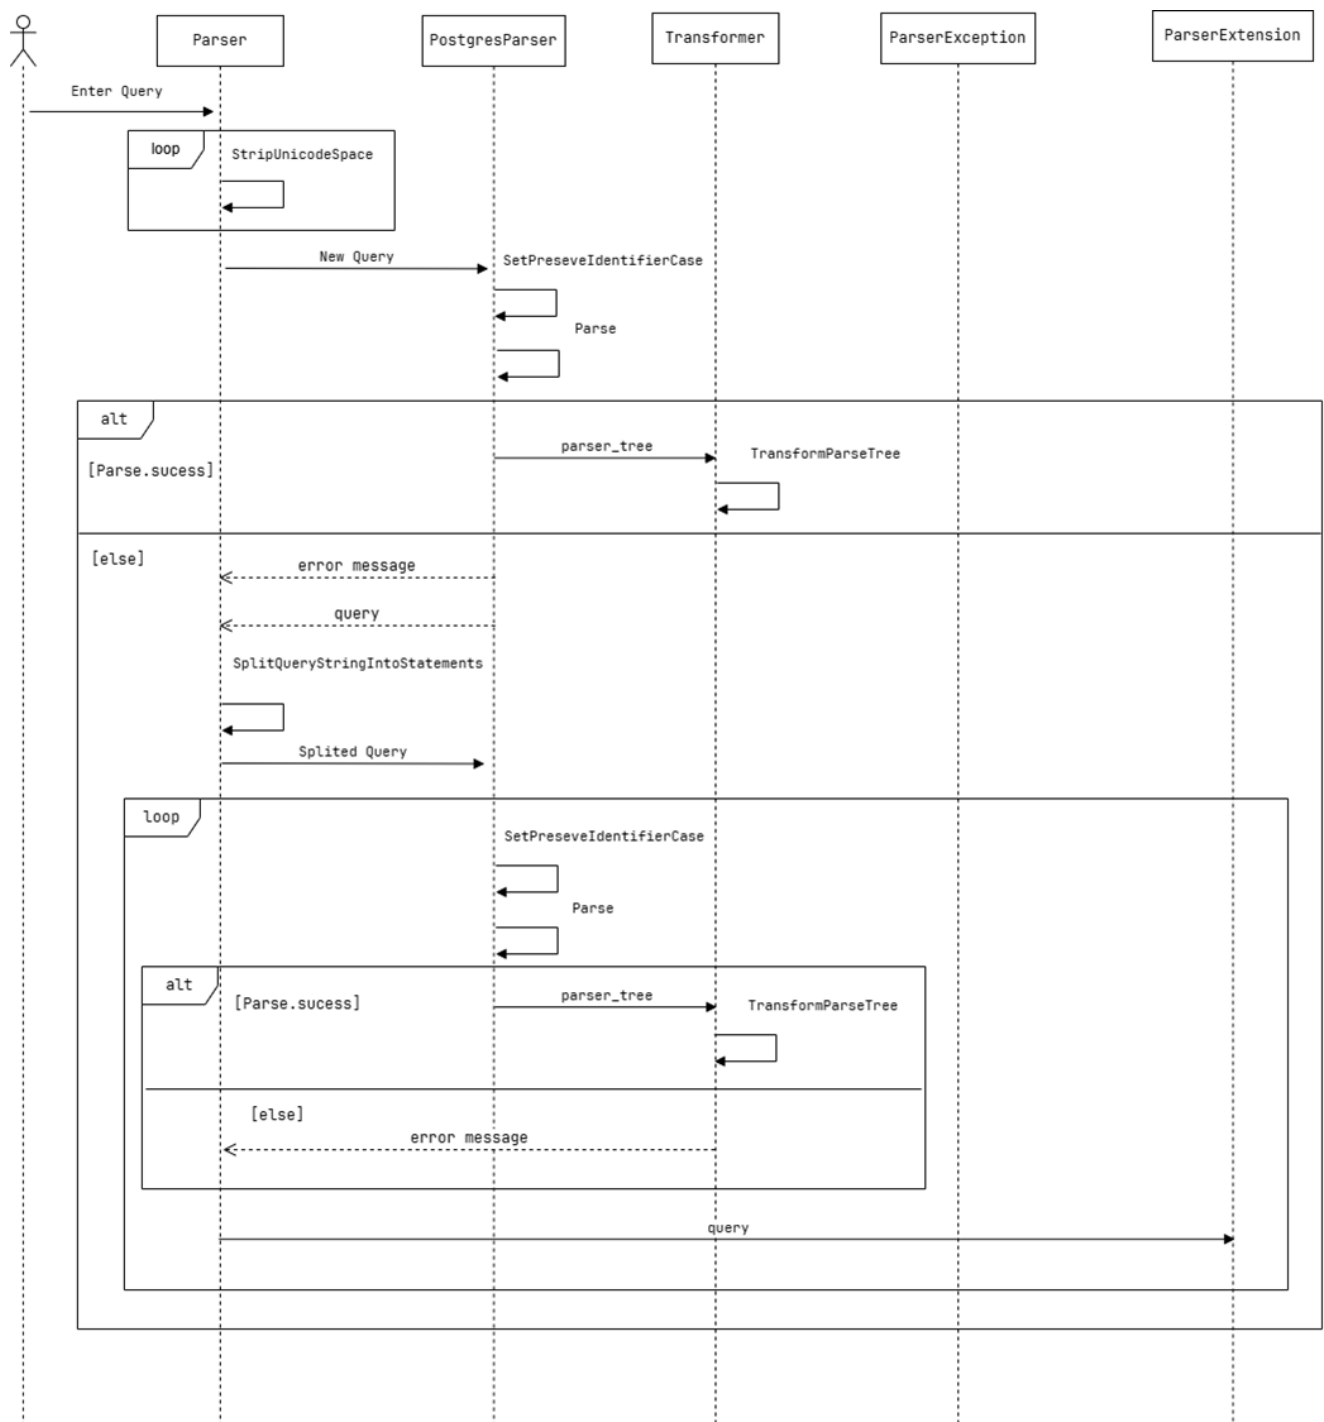 Parser
PostgresParser
Transformer
ParserException
ParserExtension
Enter Query
loop
StripUnicodeSpace
New Query
SetPreseveIdentifierCase
Parse
alt
[Parse.sucess]
parser_tree
TransformParseTree
[else]
error message
query
SplitQueryStringIntoStatements
Splited Query
loop
SetPreseveIdentifierCase
Parse
alt
[Parse.sucess]
parser_tree
TransformParseTree
[else]
error message
query